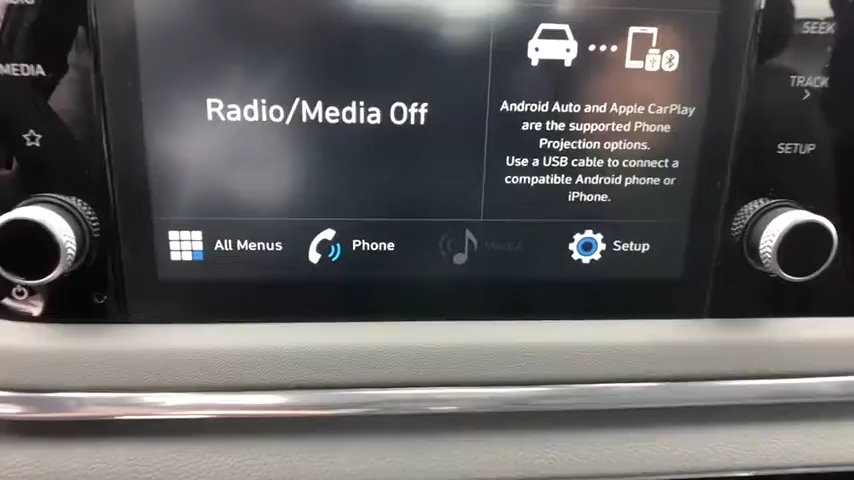 SEEK
MEDIA
TRACK
SETUP
Radio/Media Off
Android Auto and Apple CarPlay
are the supported Phone
Projection options.
Use a USB cable to connect a
compatible Android phone or
iPhone.
All Menus
Phone
Media
Setup